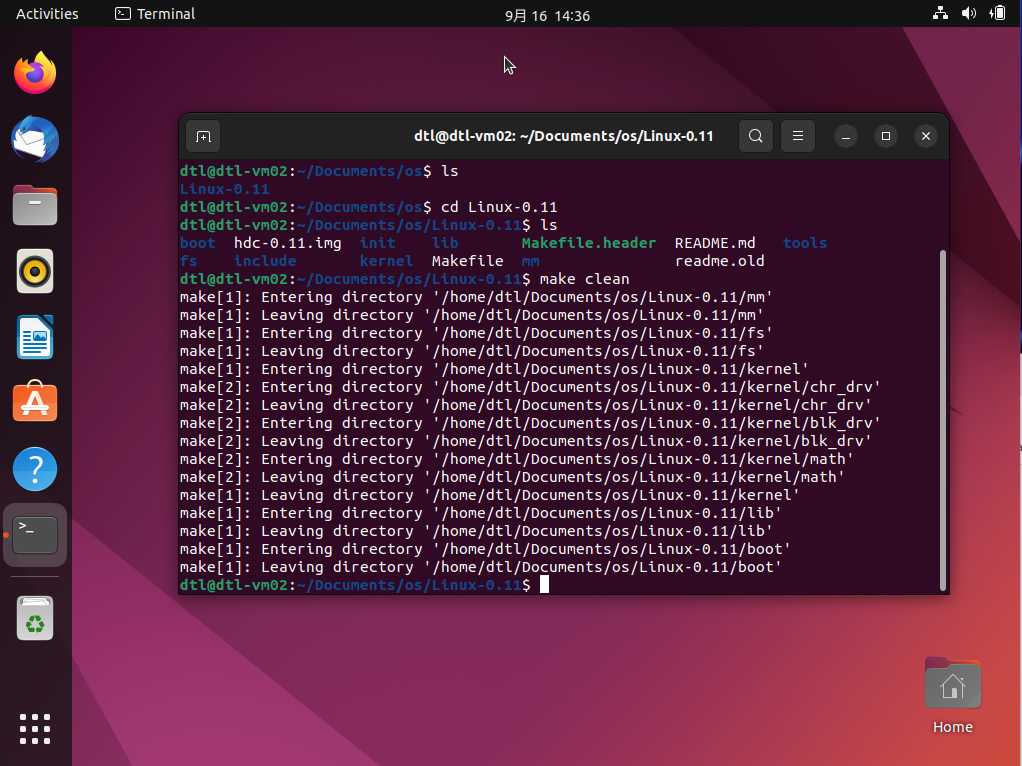 Activities Terminal 9月 16 14:36
dtl@dtl-vm02: ~/Documents/os/Linux-0.11
dtl@dtl-vm02:~/Documents/os$ ls
Linux-0.11
dtl@dtl-vm02:~/Documents/os$ cd Linux-0.11
dtl@dtl-vm02:~/Documents/os/Linux-0.11$ ls
boot hdc-0.11.img init lib Makefile.header README.md tools
fs include kernel Makefile mm readme.old
dtl@dtl-vm02:~/Documents/os/Linux-0.11$ make clean
make[1]: Entering directory '/home/dtl/Documents/os/Linux-0.11/mm'
make[1]: Leaving directory '/home/dtl/Documents/os/Linux-0.11/mm'
make[1]: Entering directory '/home/dtl/Documents/os/Linux-0.11/fs'
make[1]: Leaving directory '/home/dtl/Documents/os/Linux-0.11/fs'
make[1]: Entering directory '/home/dtl/Documents/os/Linux-0.11/kernel'
make[2]: Entering directory '/home/dtl/Documents/os/Linux-0.11/kernel/chr_drv'
make[2]: Leaving directory '/home/dtl/Documents/os/Linux-0.11/kernel/chr_drv'
make[2]: Entering directory '/home/dtl/Documents/os/Linux-0.11/kernel/blk_drv'
make[2]: Leaving directory '/home/dtl/Documents/os/Linux-0.11/kernel/blk_drv'
make[2]: Entering directory '/home/dtl/Documents/os/Linux-0.11/kernel/math'
make[2]: Leaving directory '/home/dtl/Documents/os/Linux-0.11/kernel/math'
make[1]: Leaving directory '/home/dtl/Documents/os/Linux-0.11/kernel'
make[1]: Entering directory '/home/dtl/Documents/os/Linux-0.11/lib'
make[1]: Leaving directory '/home/dtl/Documents/os/Linux-0.11/lib'
make[1]: Entering directory '/home/dtl/Documents/os/Linux-0.11/boot'
make[1]: Leaving directory '/home/dtl/Documents/os/Linux-0.11/boot'
dtl@dtl-vm02:~/Documents/os/Linux-0.11$
Home